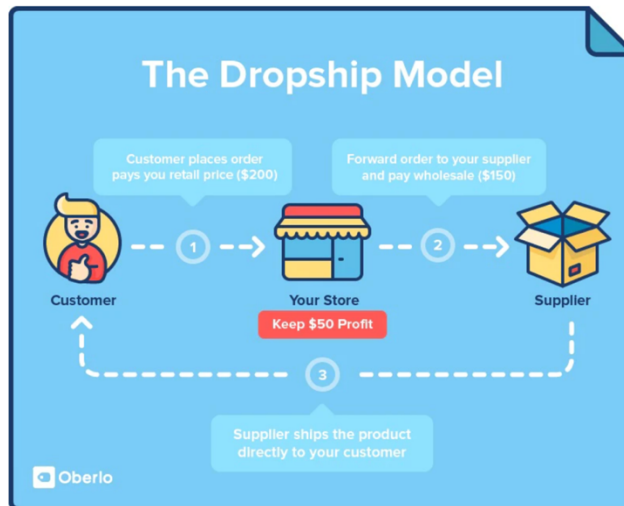 The Dropship Model
Customer places order
pays you retail price ($200)
Forward order to your supplier
and pay wholesale ($150)
1
2
Customer
Your Store
Supplier
Keep $50 Profit
3
Supplier ships the product
directly to your customer
Oberlo